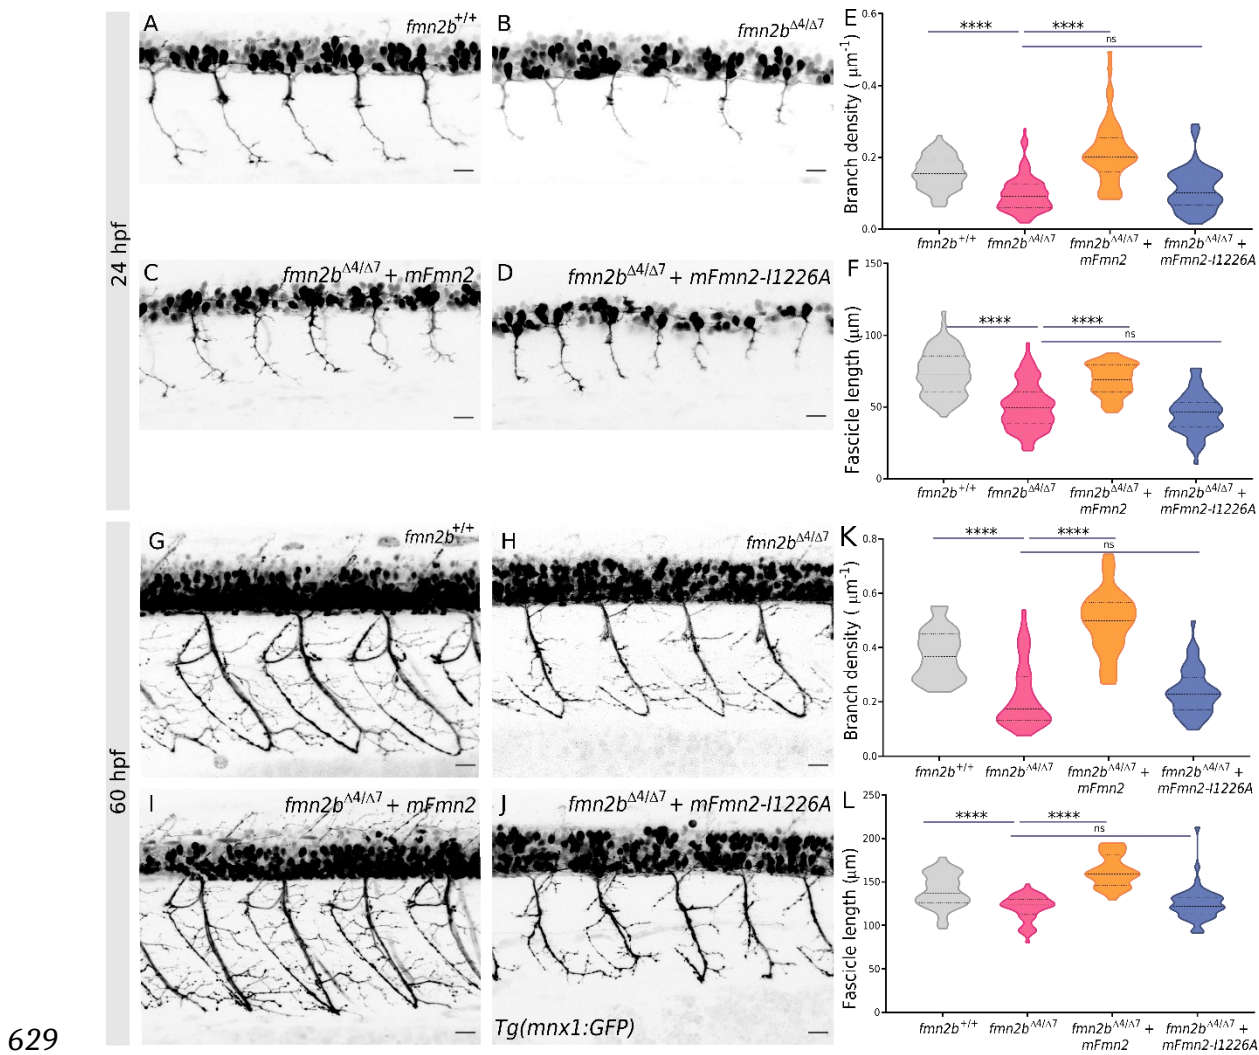 24 hpf
A
fmn2b+/+
B
fmn2bΔ4/Δ7
C
fmn2bΔ4/Δ7 + mFmn2
D
fmn2bΔ4/Δ7 + mFmn2-I1226A
E
Branch density ( μm-1)
0.6
0.4
0.2
0.0
****
****
ns
fmn2b+/+
fmn2bΔ4/Δ7
fmn2bΔ4/Δ7 +
mFmn2
fmn2bΔ4/Δ7 +
mFmn2-I1226A
F
Fascicle length (μm)
150
100
50
0
****
****
ns
fmn2b+/+
fmn2bΔ4/Δ7
fmn2bΔ4/Δ7 +
mFmn2
fmn2bΔ4/Δ7 +
mFmn2-I1226A
60 hpf
G
fmn2b+/+
H
fmn2bΔ4/Δ7
I
fmn2bΔ4/Δ7 + mFmn2
J
fmn2bΔ4/Δ7 + mFmn2-I1226A
Tg(mnx1:GFP)
K
Branch density ( μm-1)
0.8
0.6
0.4
0.2
0.0
****
****
ns
fmn2b+/+
fmn2bΔ4/Δ7
fmn2bΔ4/Δ7 +
mFmn2
fmn2bΔ4/Δ7 +
mFmn2-I1226A
L
Fascicle length (μm)
250
200
150
100
50
0
****
****
ns
fmn2b+/+
fmn2bΔ4/Δ7
fmn2bΔ4/Δ7 +
mFmn2
fmn2bΔ4/Δ7 +
mFmn2-I1226A
629